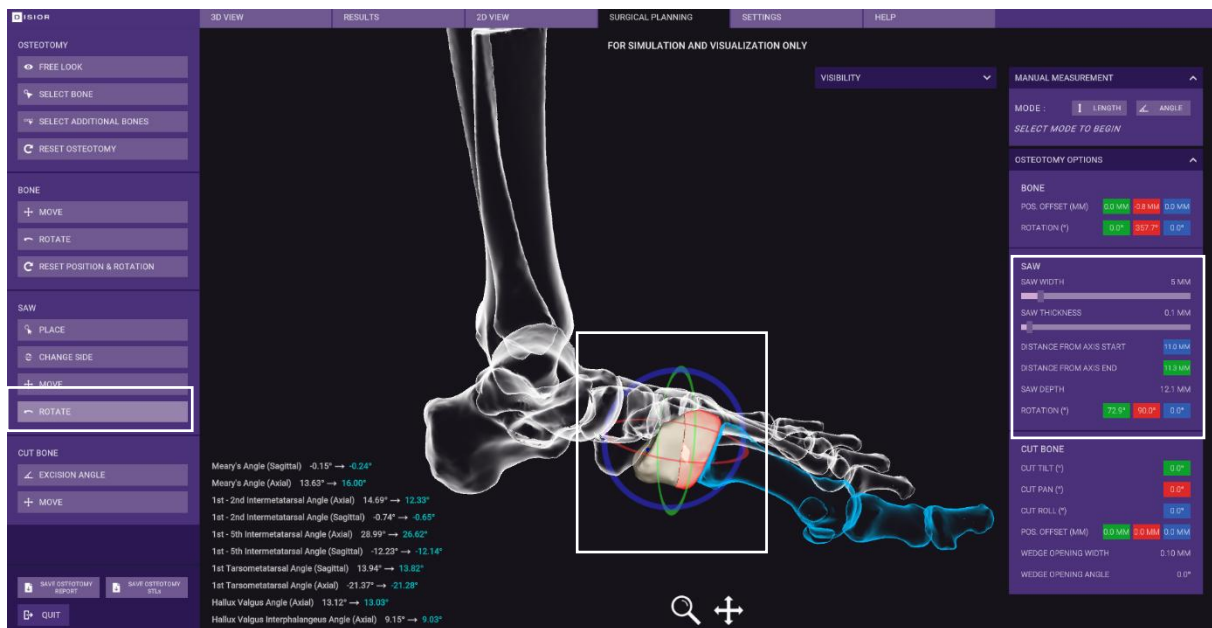 DISIOR
3D VIEW
RESULTS
2D VIEW
SURGICAL PLANNING
SETTINGS
HELP
OSTEOTOMY
FREE LOOK
SELECT BONE
SELECT ADDITIONAL BONES
RESET OSTEOTOMY
BONE
MOVE
ROTATE
RESET POSITION & ROTATION
SAW
PLACE
CHANGE SIDE
MOVE
ROTATE
CUT BONE
EXCISION ANGLE
MOVE
SAVE OSTEOTOMY REPORT
SAVE OSTEOTOMY STLs
QUIT
FOR SIMULATION AND VISUALIZATION ONLY
VISIBILITY
Meary's Angle (Sagittal) -0.15° → -0.24°
Meary's Angle (Axial) 13.63° → 16.00°
1st - 2nd Intermetatarsal Angle (Axial) 14.69° → 12.33°
1st - 2nd Intermetatarsal Angle (Sagittal) -0.74° → -0.65°
1st - 5th Intermetatarsal Angle (Axial) 28.99° → 26.62°
1st - 5th Intermetatarsal Angle (Sagittal) -12.23° → -12.14°
1st Tarsometatarsal Angle (Sagittal) 13.94° → 13.82°
1st Tarsometatarsal Angle (Axial) -21.37° → -21.28°
Hallux Valgus Angle (Axial) 13.12° → 13.03°
Hallux Valgus Interphalangeus Angle (Axial) 9.15° → 9.03°
MANUAL MEASUREMENT
MODE : LENGTH ANGLE
SELECT MODE TO BEGIN
OSTEOTOMY OPTIONS
BONE
POS. OFFSET (MM) 0.0 MM -0.8 MM 0.0 MM
ROTATION (°) 0.0° 357.7° 0.0°
SAW
SAW WIDTH 5 MM
SAW THICKNESS 0.1 MM
DISTANCE FROM AXIS START 11.0 MM
DISTANCE FROM AXIS END 11.3 MM
SAW DEPTH 12.1 MM
ROTATION (°) 72.9° 90.0° 0.0°
CUT BONE
CUT TILT (°) 0.0°
CUT PAN (°) 0.0°
CUT ROLL (°) 0.0°
POS. OFFSET (MM) 0.0 MM 0.0 MM 0.0 MM
WEDGE OPENING WIDTH 0.10 MM
WEDGE OPENING ANGLE 0.0°